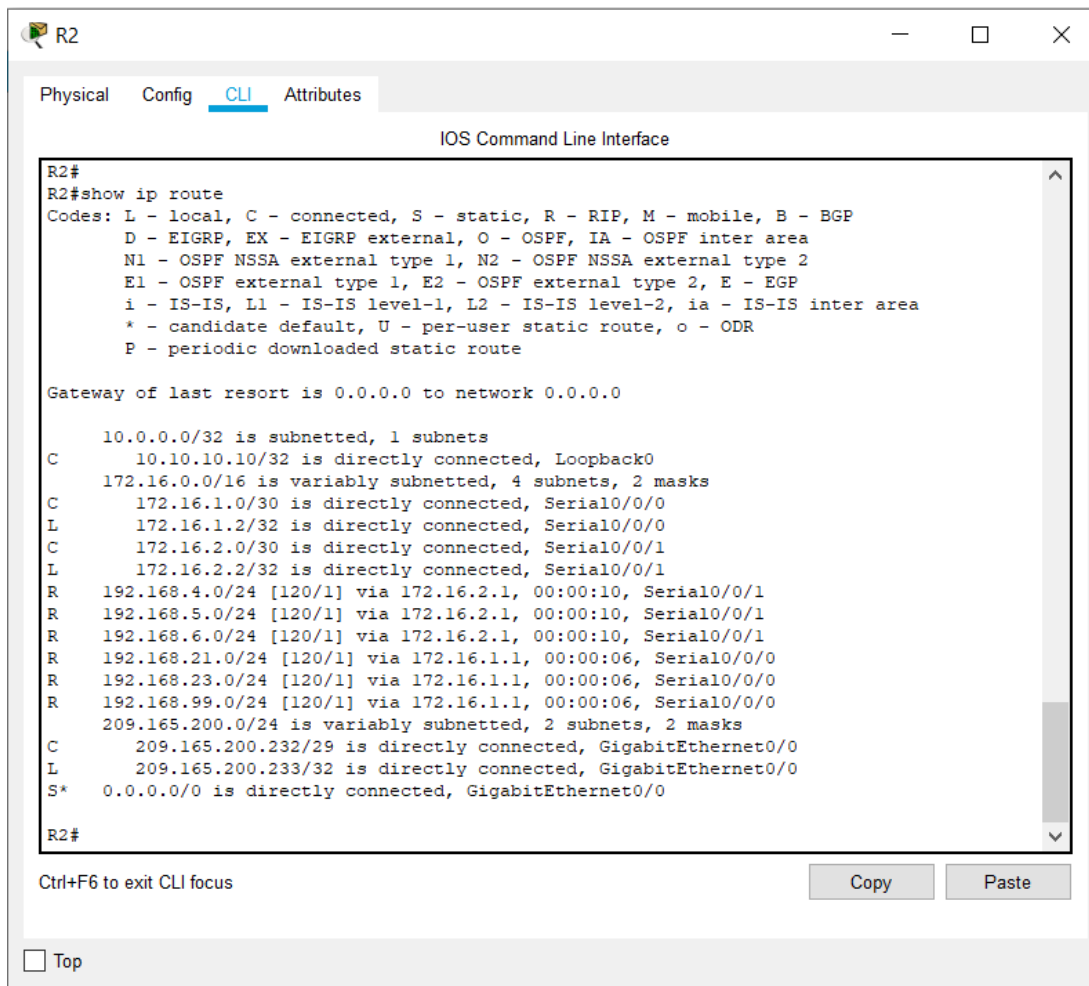 R2
Physical Config CLI Attributes
IOS Command Line Interface
R2#
R2#show ip route
Codes: L - local, C - connected, S - static, R - RIP, M - mobile, B - BGP
       D - EIGRP, EX - EIGRP external, O - OSPF, IA - OSPF inter area
       N1 - OSPF NSSA external type 1, N2 - OSPF NSSA external type 2
       E1 - OSPF external type 1, E2 - OSPF external type 2, E - EGP
       i - IS-IS, L1 - IS-IS level-1, L2 - IS-IS level-2, ia - IS-IS inter area
       * - candidate default, U - per-user static route, o - ODR
       P - periodic downloaded static route
Gateway of last resort is 0.0.0.0 to network 0.0.0.0
     10.0.0.0/32 is subnetted, 1 subnets
C       10.10.10.10/32 is directly connected, Loopback0
     172.16.0.0/16 is variably subnetted, 4 subnets, 2 masks
C       172.16.1.0/30 is directly connected, Serial0/0/0
L       172.16.1.2/32 is directly connected, Serial0/0/0
C       172.16.2.0/30 is directly connected, Serial0/0/1
L       172.16.2.2/32 is directly connected, Serial0/0/1
R    192.168.4.0/24 [120/1] via 172.16.2.1, 00:00:10, Serial0/0/1
R    192.168.5.0/24 [120/1] via 172.16.2.1, 00:00:10, Serial0/0/1
R    192.168.6.0/24 [120/1] via 172.16.2.1, 00:00:10, Serial0/0/1
R    192.168.21.0/24 [120/1] via 172.16.1.1, 00:00:06, Serial0/0/0
R    192.168.23.0/24 [120/1] via 172.16.1.1, 00:00:06, Serial0/0/0
R    192.168.99.0/24 [120/1] via 172.16.1.1, 00:00:06, Serial0/0/0
     209.165.200.0/24 is variably subnetted, 2 subnets, 2 masks
C       209.165.200.232/29 is directly connected, GigabitEthernet0/0
L       209.165.200.233/32 is directly connected, GigabitEthernet0/0
S*   0.0.0.0/0 is directly connected, GigabitEthernet0/0
R2#
Ctrl+F6 to exit CLI focus Copy Paste
Top